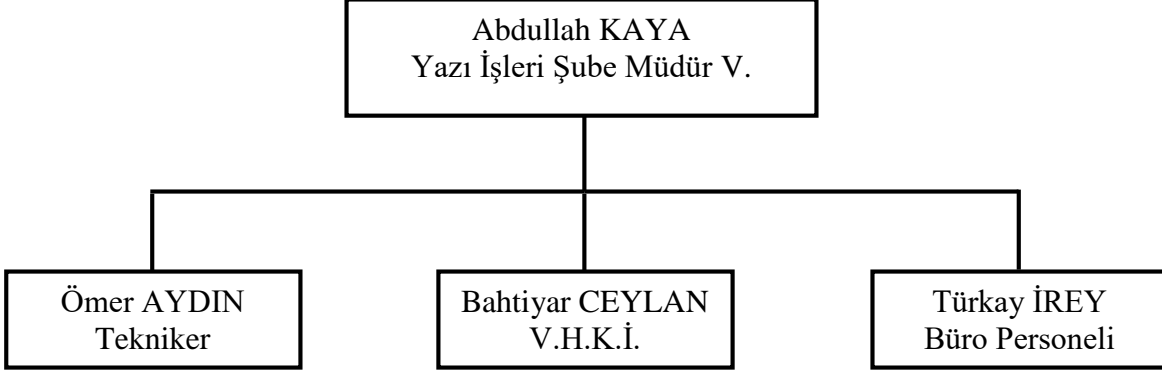 Abdullah KAYA
Yazı İşleri Şube Müdür V.
Ömer AYDIN
Tekniker
Bahtiyar CEYLAN
V.H.K.İ.
Türkay İREY
Büro Personeli